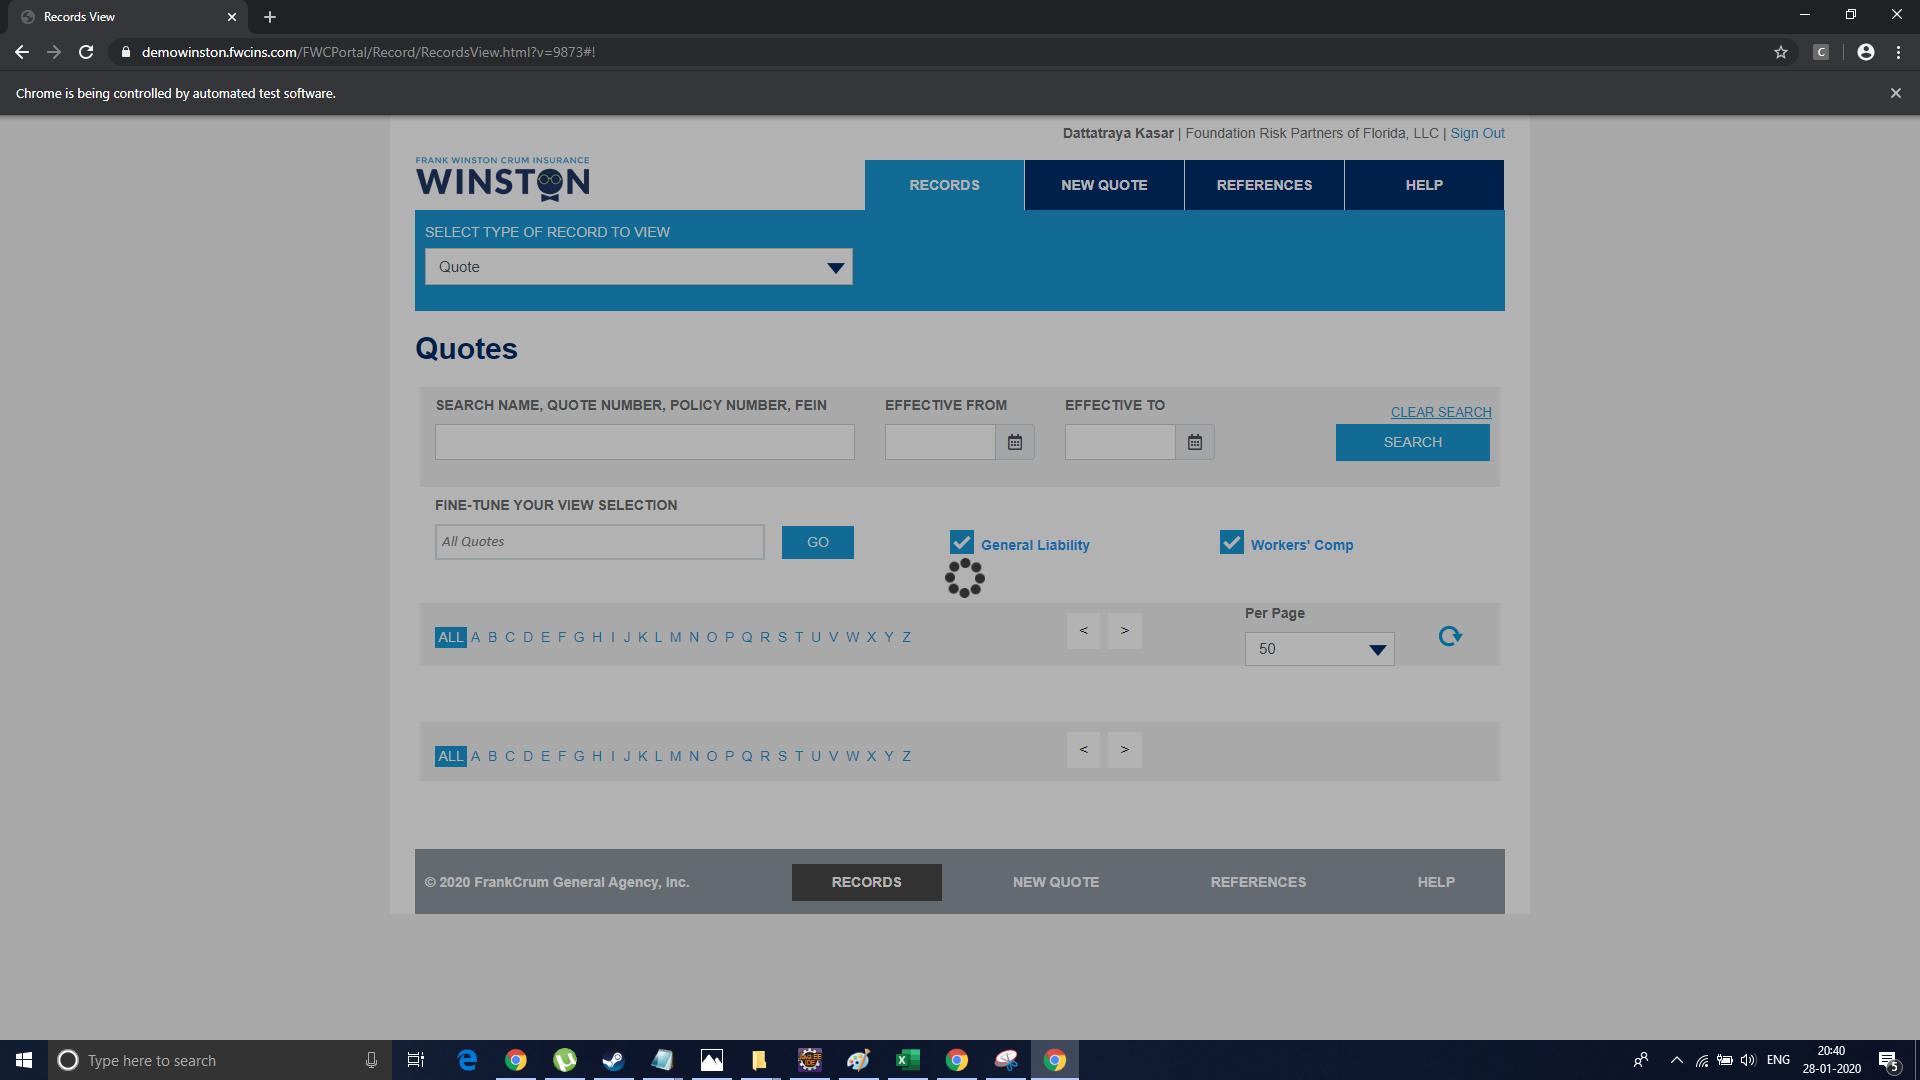 Records View
demowinston.fwcins.com/FWCPortal/Record/RecordsView.html?v=9873#!
C
Chrome is being controlled by automated test software.
Dattatraya Kasar | Foundation Risk Partners of Florida, LLC | Sign Out
FRANK WINSTON CRUM INSURANCE
WINSTON
RECORDS NEW QUOTE REFERENCES HELP
SELECT TYPE OF RECORD TO VIEW
Quote
Quotes
SEARCH NAME, QUOTE NUMBER, POLICY NUMBER, FEIN EFFECTIVE FROM EFFECTIVE TO
CLEAR SEARCH
SEARCH
FINE-TUNE YOUR VIEW SELECTION
All Quotes GO General Liability Workers' Comp
Per Page
ALL A B C D E F G H I J K L M N O P Q R S T U V W X Y Z < >
50
ALL A B C D E F G H I J K L M N O P Q R S T U V W X Y Z < >
© 2020 FrankCrum General Agency, Inc. RECORDS NEW QUOTE REFERENCES HELP
Type here to search
ENG
20:40
28-01-2020
5